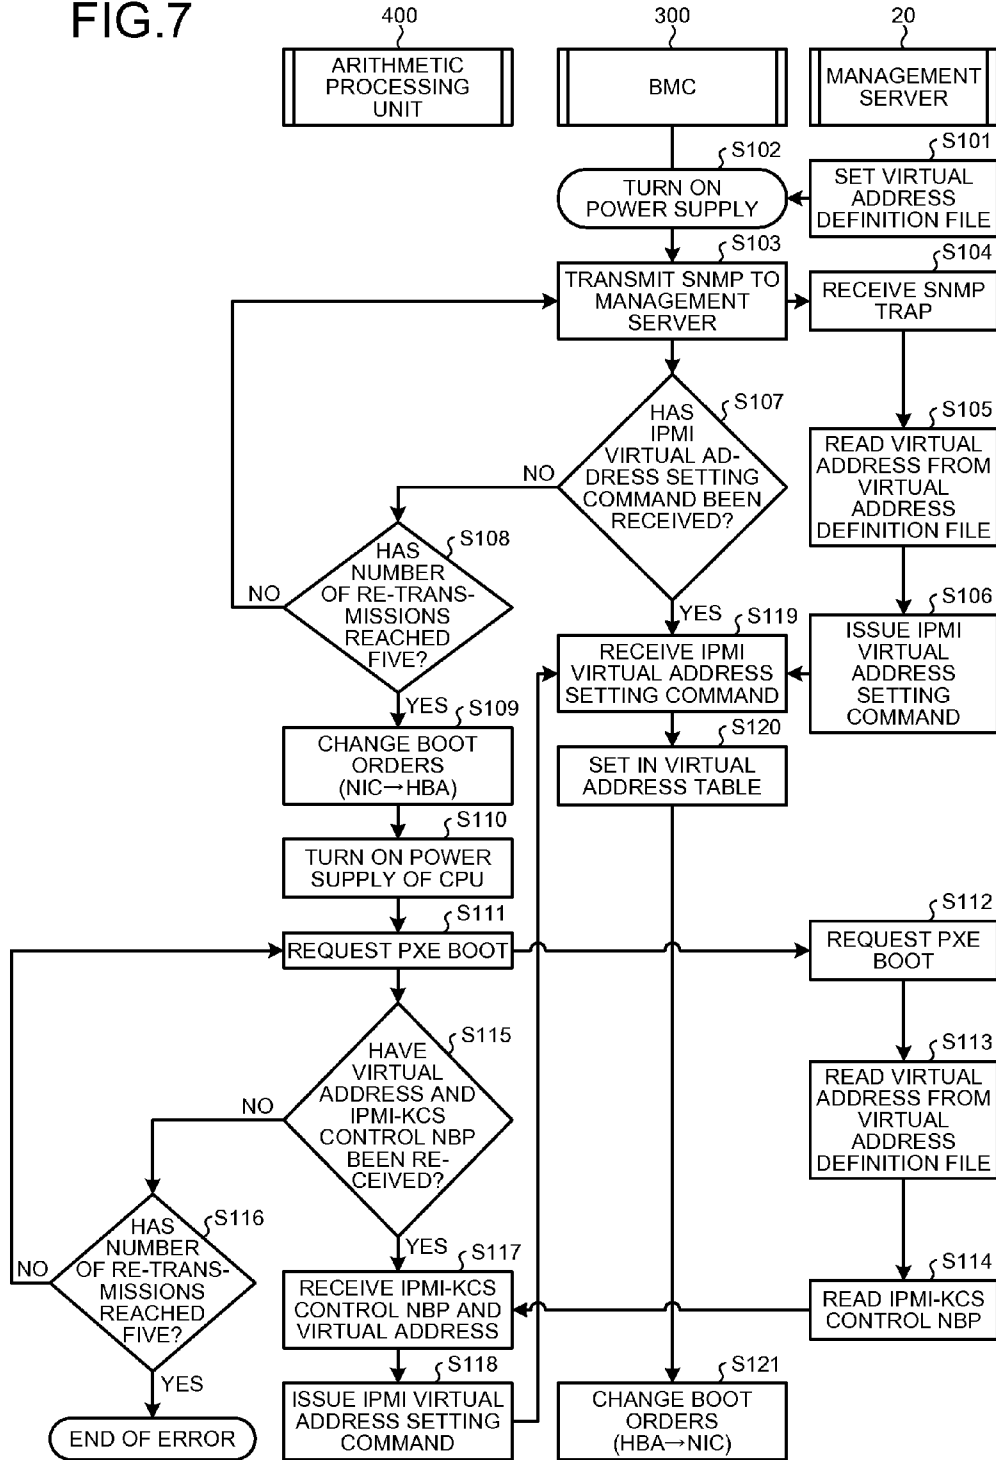 FIG.7
400
300
20
ARITHMETIC
PROCESSING
UNIT
BMC
MANAGEMENT
SERVER
S101
SET VIRTUAL
ADDRESS
DEFINITION FILE
S102
TURN ON
POWER SUPPLY
S103
TRANSMIT SNMP TO
MANAGEMENT
SERVER
S104
RECEIVE SNMP
TRAP
S107
HAS
IPMI
VIRTUAL AD-
DRESS SETTING
COMMAND BEEN
RECEIVED?
NO
YES
S105
READ VIRTUAL
ADDRESS FROM
VIRTUAL
ADDRESS
DEFINITION FILE
S108
HAS
NUMBER
OF RE-TRANS-
MISSIONS
REACHED
FIVE?
NO
YES
S106
ISSUE IPMI
VIRTUAL
ADDRESS
SETTING
COMMAND
S119
RECEIVE IPMI
VIRTUAL ADDRESS
SETTING COMMAND
S109
CHANGE BOOT
ORDERS
(NIC→HBA)
S120
SET IN VIRTUAL
ADDRESS TABLE
S110
TURN ON POWER
SUPPLY OF CPU
S111
REQUEST PXE BOOT
S112
REQUEST PXE
BOOT
S115
HAVE
VIRTUAL
ADDRESS AND
IPMI-KCS
CONTROL NBP
BEEN RE-
CEIVED?
NO
YES
S113
READ VIRTUAL
ADDRESS FROM
VIRTUAL
ADDRESS
DEFINITION FILE
S116
HAS
NUMBER
OF RE-TRANS-
MISSIONS
REACHED
FIVE?
NO
YES
S117
RECEIVE IPMI-KCS
CONTROL NBP AND
VIRTUAL ADDRESS
S114
READ IPMI-KCS
CONTROL NBP
S118
ISSUE IPMI VIRTUAL
ADDRESS SETTING
COMMAND
S121
CHANGE BOOT
ORDERS
(HBA→NIC)
END OF ERROR